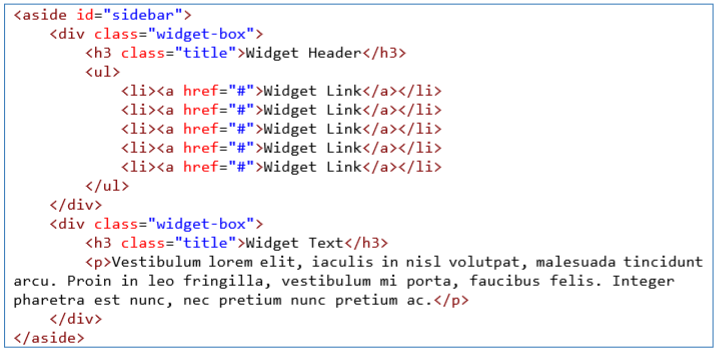 <aside id="sidebar">
    <div class="widget-box">
        <h3 class="title">Widget Header</h3>
        <ul>
            <li><a href="#">Widget Link</a></li>
            <li><a href="#">Widget Link</a></li>
            <li><a href="#">Widget Link</a></li>
            <li><a href="#">Widget Link</a></li>
            <li><a href="#">Widget Link</a></li>
        </ul>
    </div>
    <div class="widget-box">
        <h3 class="title">Widget Text</h3>
        <p>Vestibulum lorem elit, iaculis in nisl volutpat, malesuada tincidunt
arcu. Proin in leo fringilla, vestibulum mi porta, faucibus felis. Integer
pharetra est nunc, nec pretium nunc pretium ac.</p>
    </div>
</aside>